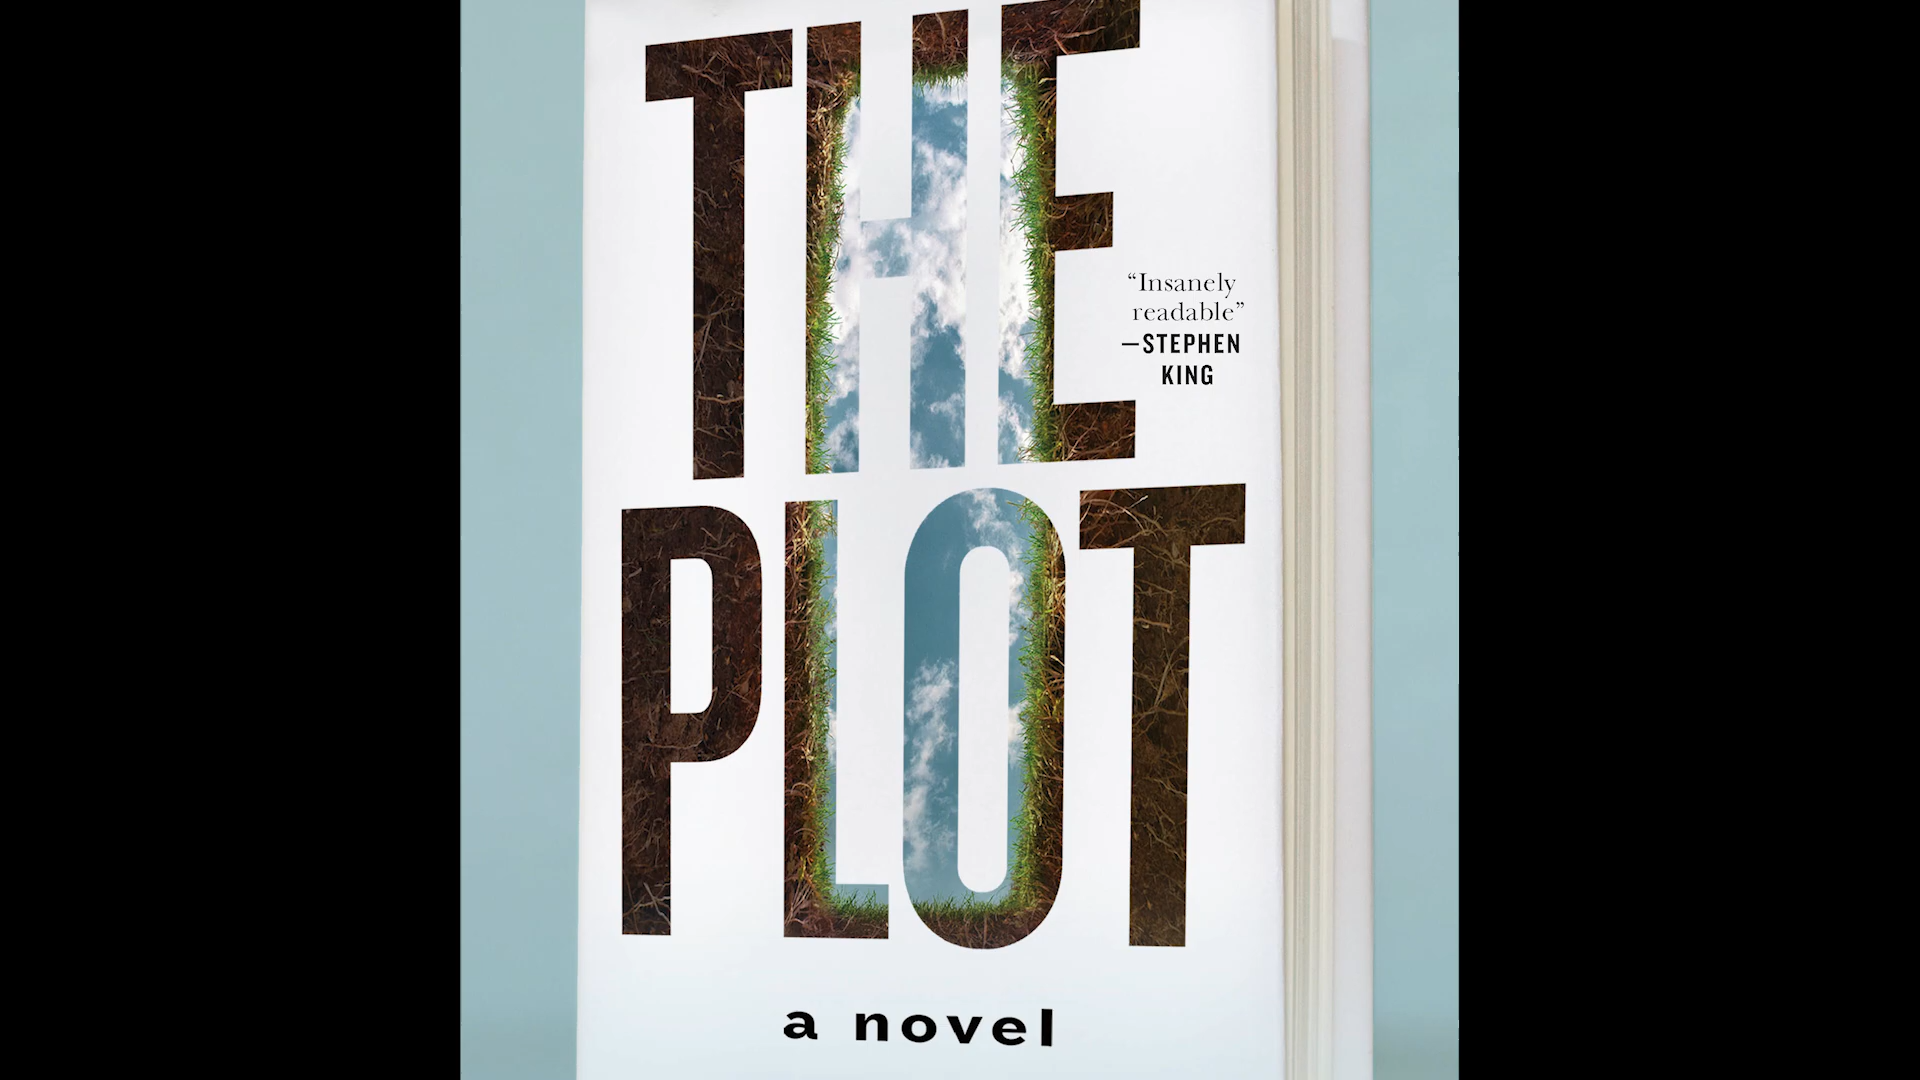 THE
"Insanely
readable"
—STEPHEN
KING
PLOT
a novel